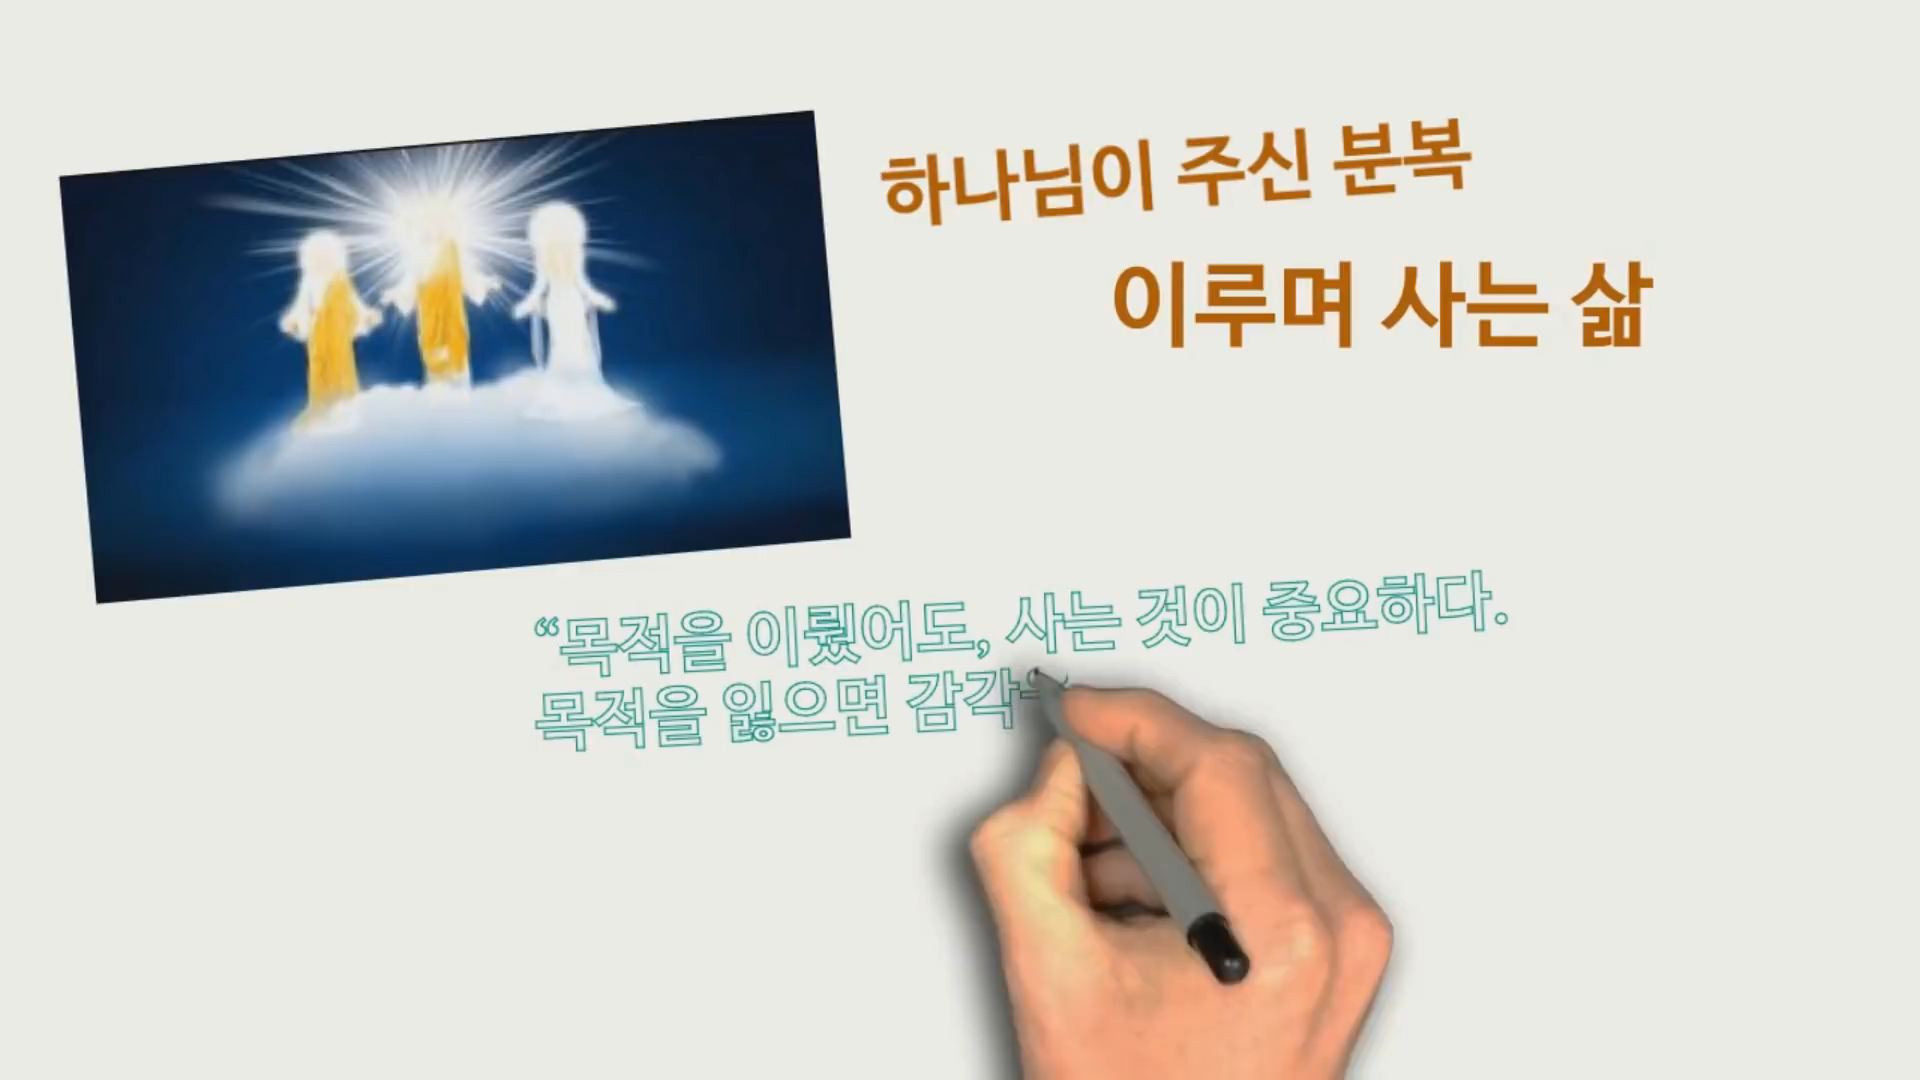 하나님이 주신 분복
이루며 사는 삶
“목적을 이뤘어도, 사는 것이 중요하다.
목적을 잃으면 감각